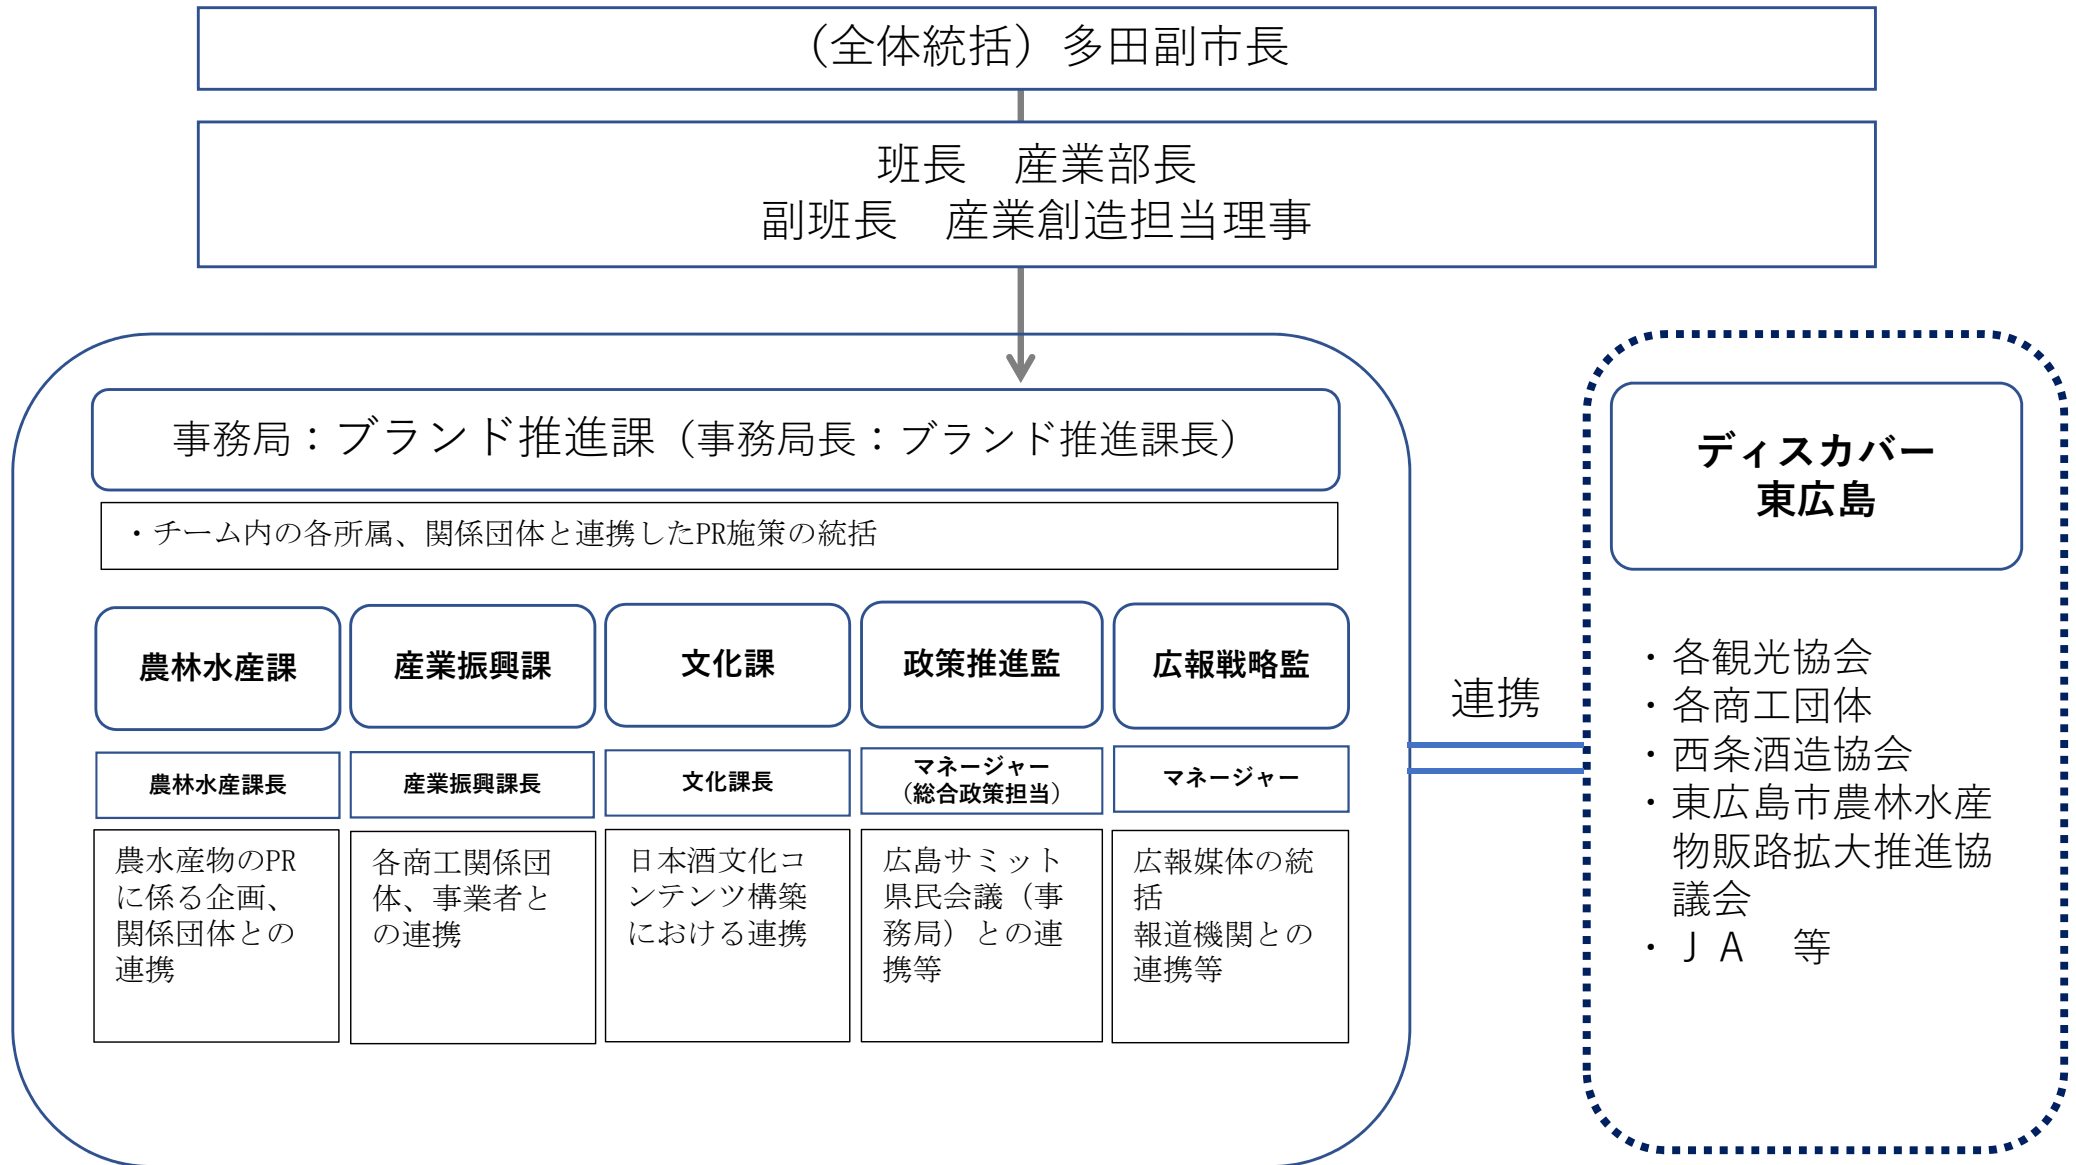 （全体統括）多田副市長
班長　産業部長
副班長　産業創造担当理事
事務局：ブランド推進課（事務局長：ブランド推進課長）
・チーム内の各所属、関係団体と連携したPR施策の統括
農林水産課
農林水産課長
農水産物のPR
に係る企画、
関係団体との
連携
産業振興課
産業振興課長
各商工関係団
体、事業者と
の連携
文化課
文化課長
日本酒文化コ
ンテンツ構築
における連携
政策推進監
マネージャー
（総合政策担当）
広島サミット
県民会議（事
務局）との連
携等
広報戦略監
マネージャー
広報媒体の統
括
報道機関との
連携等
連携
ディスカバー
東広島
・各観光協会
・各商工団体
・西条酒造協会
・東広島市農林水産
物販路拡大推進協
議会
・ＪＡ　等